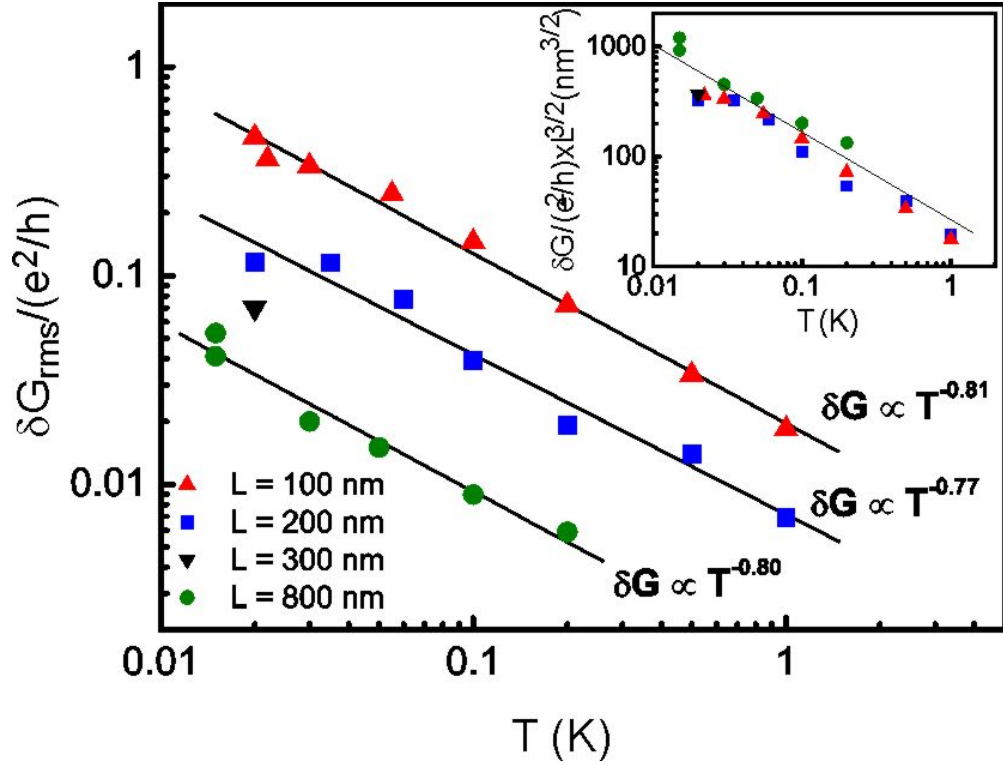 δG_rms/(e²/h)
1
0.1
0.01
0.01
0.1
1
T (K)
L = 100 nm
L = 200 nm
L = 300 nm
L = 800 nm
δG ∝ T^-0.81
δG ∝ T^-0.77
δG ∝ T^-0.80
δG/(e²/h)xL^3/2(nm^3/2)
1000
100
10
0.01
0.1
1
T (K)